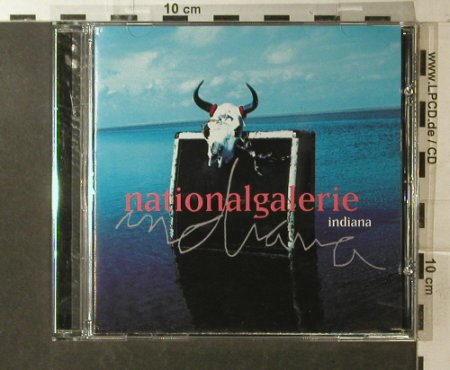 10 cm
www.LPCD.de / CD
nationalgalerie
indiana
indiana
10 cm